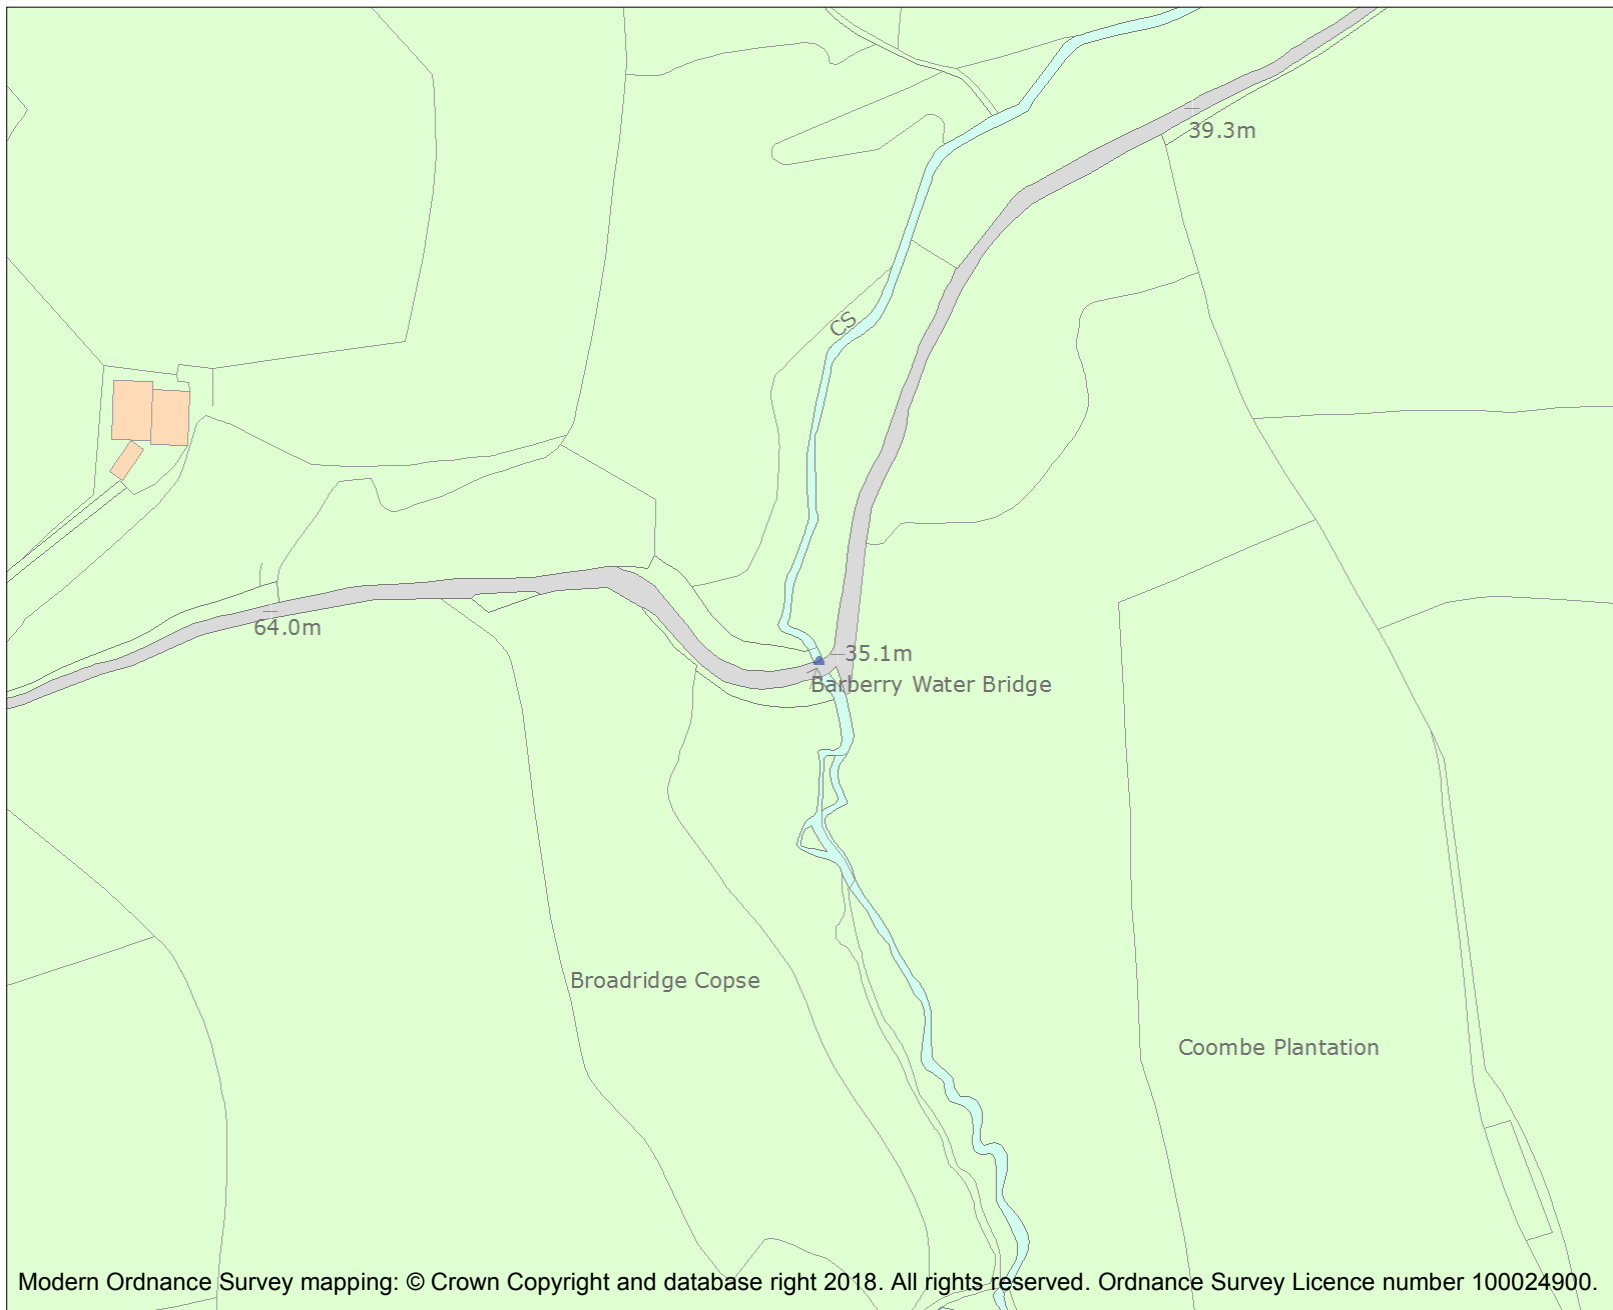 39.3m
CS
64.0m
35.1m
Barberry Water Bridge
Broadridge Copse
Coombe Plantation
Modern Ordnance Survey mapping: © Crown Copyright and database right 2018. All rights reserved. Ordnance Survey Licence number 100024900.